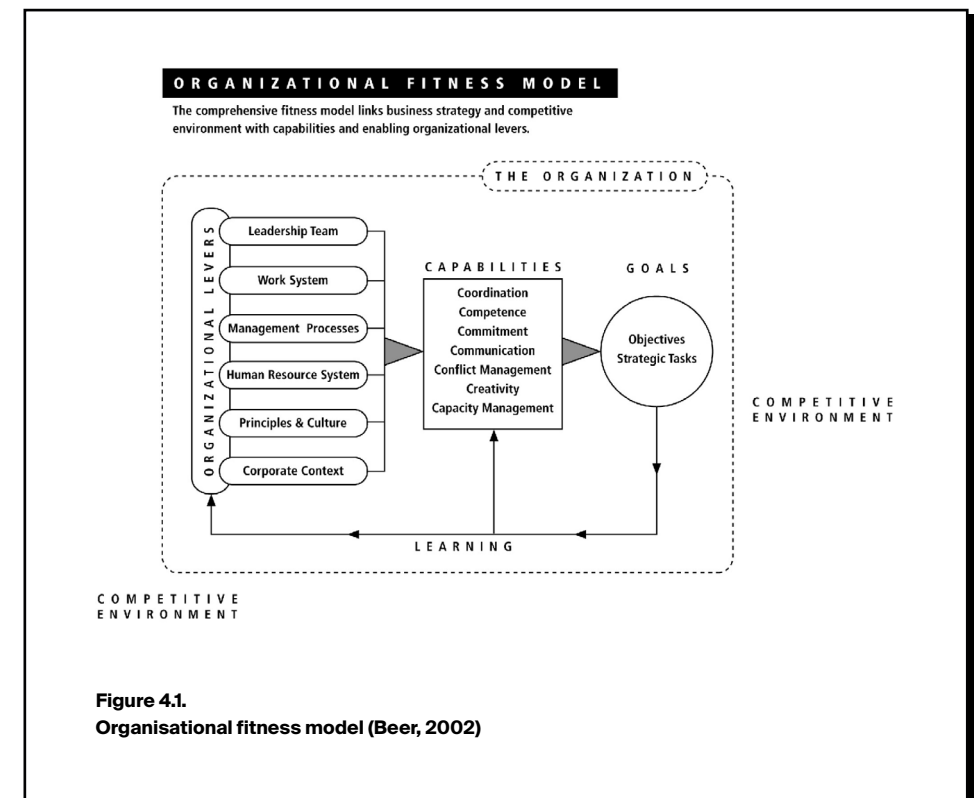 ORGANIZATIONAL FITNESS MODEL
The comprehensive fitness model links business strategy and competitive
environment with capabilities and enabling organizational levers.
THE ORGANIZATION
ORGANIZATIONAL LEVERS
Leadership Team
Work System
Management Processes
Human Resource System
Principles & Culture
Corporate Context
CAPABILITIES
Coordination
Competence
Commitment
Communication
Conflict Management
Creativity
Capacity Management
GOALS
Objectives
Strategic Tasks
COMPETITIVE
ENVIRONMENT
LEARNING
COMPETITIVE
ENVIRONMENT
Figure 4.1.
Organisational fitness model (Beer, 2002)